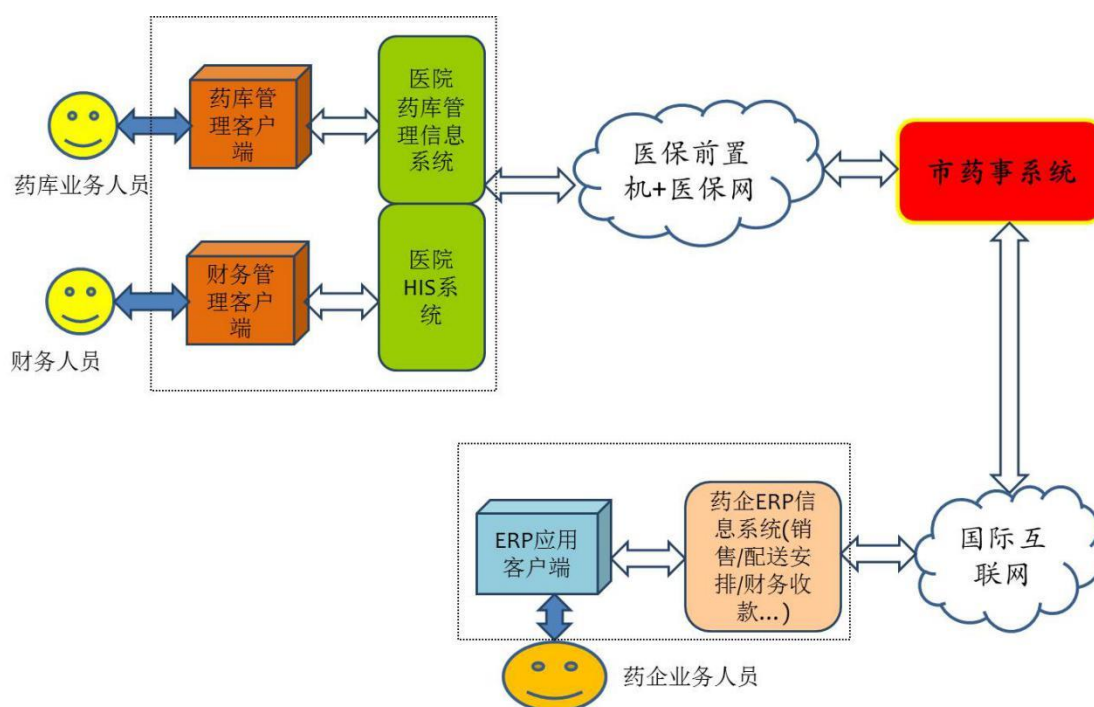 药库管
理客户
端
医院
药库管
理信息
系统
药库业务人员
医保前置
机+医保网
市药事系统
财务管
理客户
端
医院
HIS系
统
财务人员
ERP应用
客户端
药企ERP信
息系统(销
售/配送安
排/财务收
款...)
国际互
联网
药企业务人员